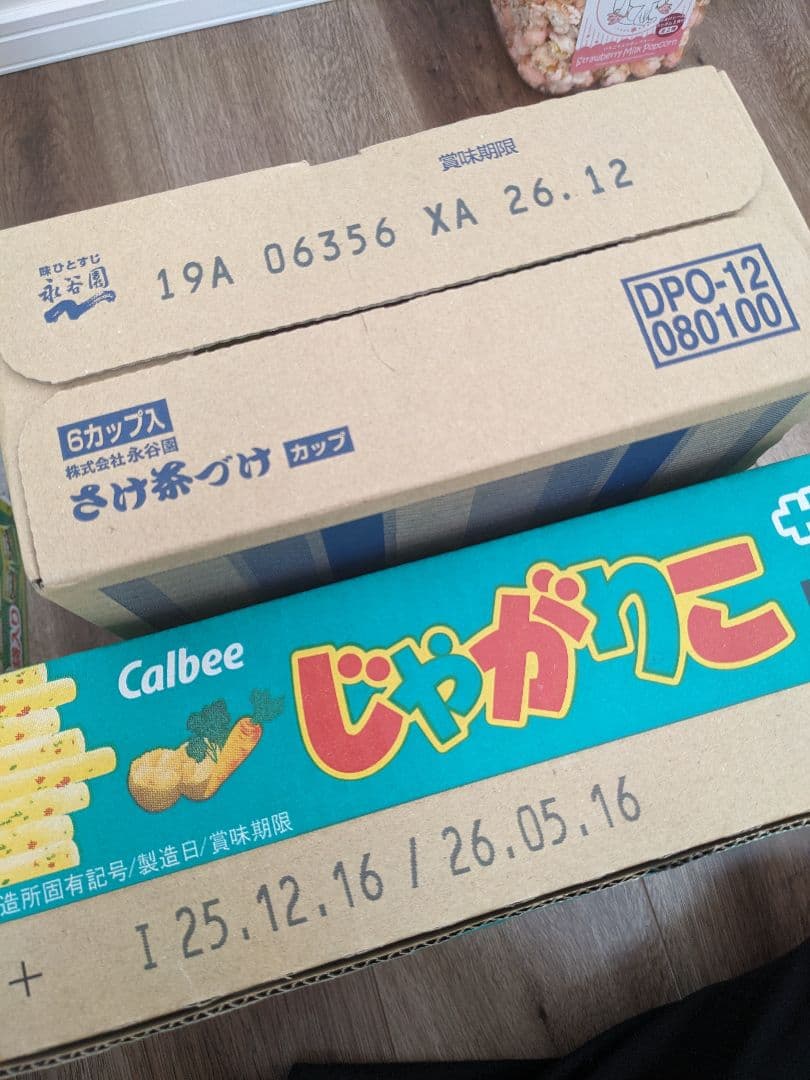 Strawberry Milk Popcorn
賞味期限
19A 06356 XA 26.12
味ひとすじ
永谷園
DPO-12
080100
6カップ入
株式会社永谷園
さけ茶づけ カップ
Calbee
じゃがりこ
サ
造所固有記号/製造日/賞味期限
I 25.12.16 / 26.05.16
+